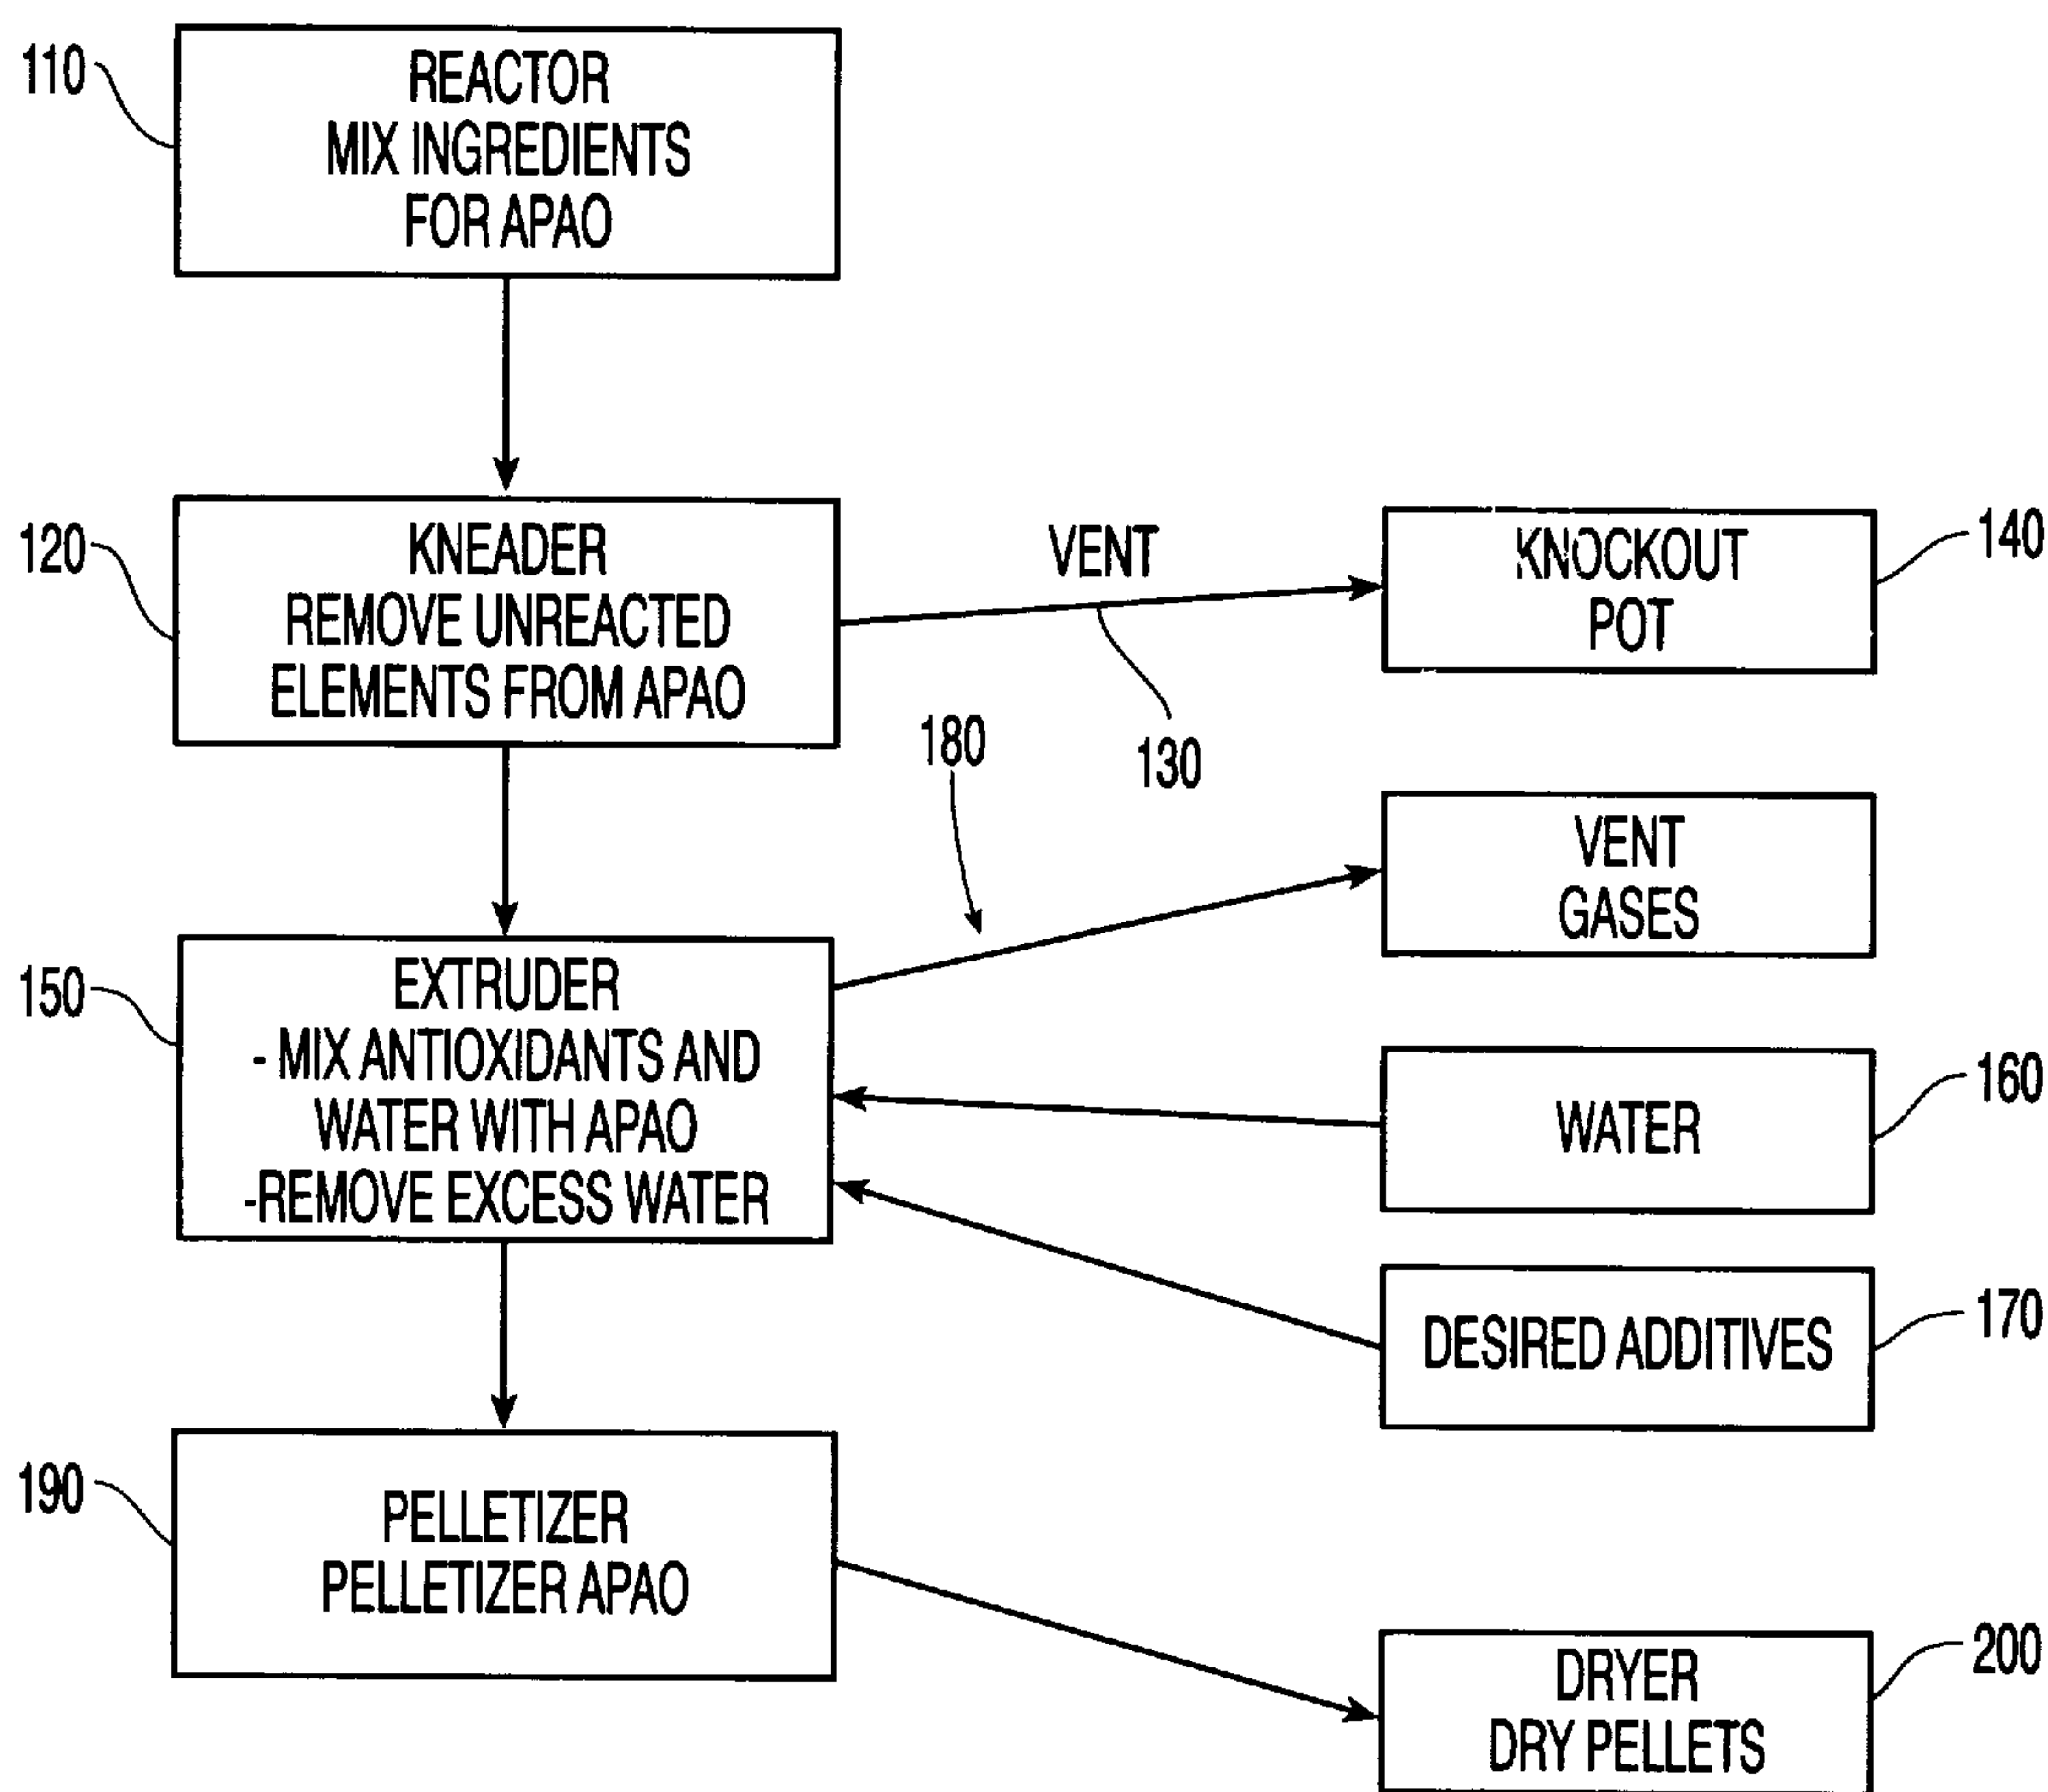 110
REACTOR
MIX INGREDIENTS
FOR APAO
120
KNEADER
REMOVE UNREACTED
ELEMENTS FROM APAO
VENT
130
KNOCKOUT
POT
140
180
VENT
GASES
150
EXTRUDER
- MIX ANTIOXIDANTS AND
WATER WITH APAO
-REMOVE EXCESS WATER
WATER
160
DESIRED ADDITIVES
170
190
PELLETIZER
PELLETIZER APAO
DRYER
DRY PELLETS
200